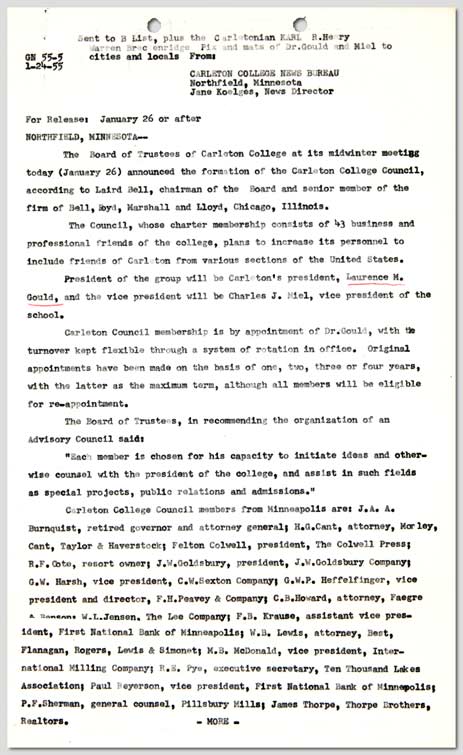 Sent to B List, plus the Carletonian KARL R.Henry
Warren Brec enridge Pix and mats of Dr.Gould and Miel to
GN 55-5 cities and locals From:
1-24-55
CARLETON COLLEGE NEWS BUREAU
Northfield, Minnesota
Jane Koelges, News Director
For Release: January 26 or after
NORTHFIELD, MINNESOTA--
The Board of Trustees of Carleton College at its midwinter meeting
today (January 26) announced the formation of the Carleton College Council,
according to Laird Bell, chairman of the Board and senior member of the
firm of Bell, Boyd, Marshall and Lloyd, Chicago, Illinois.
The Council, whose charter membership consists of 43 business and
professional friends of the college, plans to increase its personnel to
include friends of Carleton from various sections of the United States.
President of the group will be Carleton's president, Laurence M.
Gould, and the vice president will be Charles J. Miel, vice president of the
school.
Carleton Council membership is by appointment of Dr.Gould, with the
turnover kept flexible through a system of rotation in office. Original
appointments have been made on the basis of one, two, three or four years,
with the latter as the maximum term, although all members will be eligible
for re-appointment.
The Board of Trustees, in recommending the organization of an
Advisory Council said:
"Each member is chosen for his capacity to initiate ideas and other-
wise counsel with the president of the college, and assist in such fields
as special projects, public relations and admissions."
Carleton College Council members from Minneapolis are: J.A. A.
Burnquist, retired governor and attorney general; H.G.Cant, attorney, Morley,
Cant, Taylor & Haverstock; Felton Colwell, president, The Colwell Press;
R.F.Cote, resort owner; J.W.Goldsbury, president, J.W.Goldsbury Company;
G.W. Harsh, vice president, C.W.Sexton Company; G.W.P. Heffelfinger, vice
president and director, F.H.Peavey & Company; C.B.Howard, attorney, Faegre
& Benson; W.L.Jensen, The Lee Company; F.B. Krause, assistant vice pres-
ident, First National Bank of Minneapolis; W.B. Lewis, attorney, Best,
Flanagan, Rogers, Lewis & Simonet; M.B. McDonald, vice president, Inter-
national Milling Company; R.E. Pye, executive secretary, Ten Thousand Lakes
Association; Paul Reyerson, vice president, First National Bank of Minneapolis;
P.F.Sherman, general counsel, Pillsbury Mills; James Thorpe, Thorpe Brothers,
Realtors. - MORE -